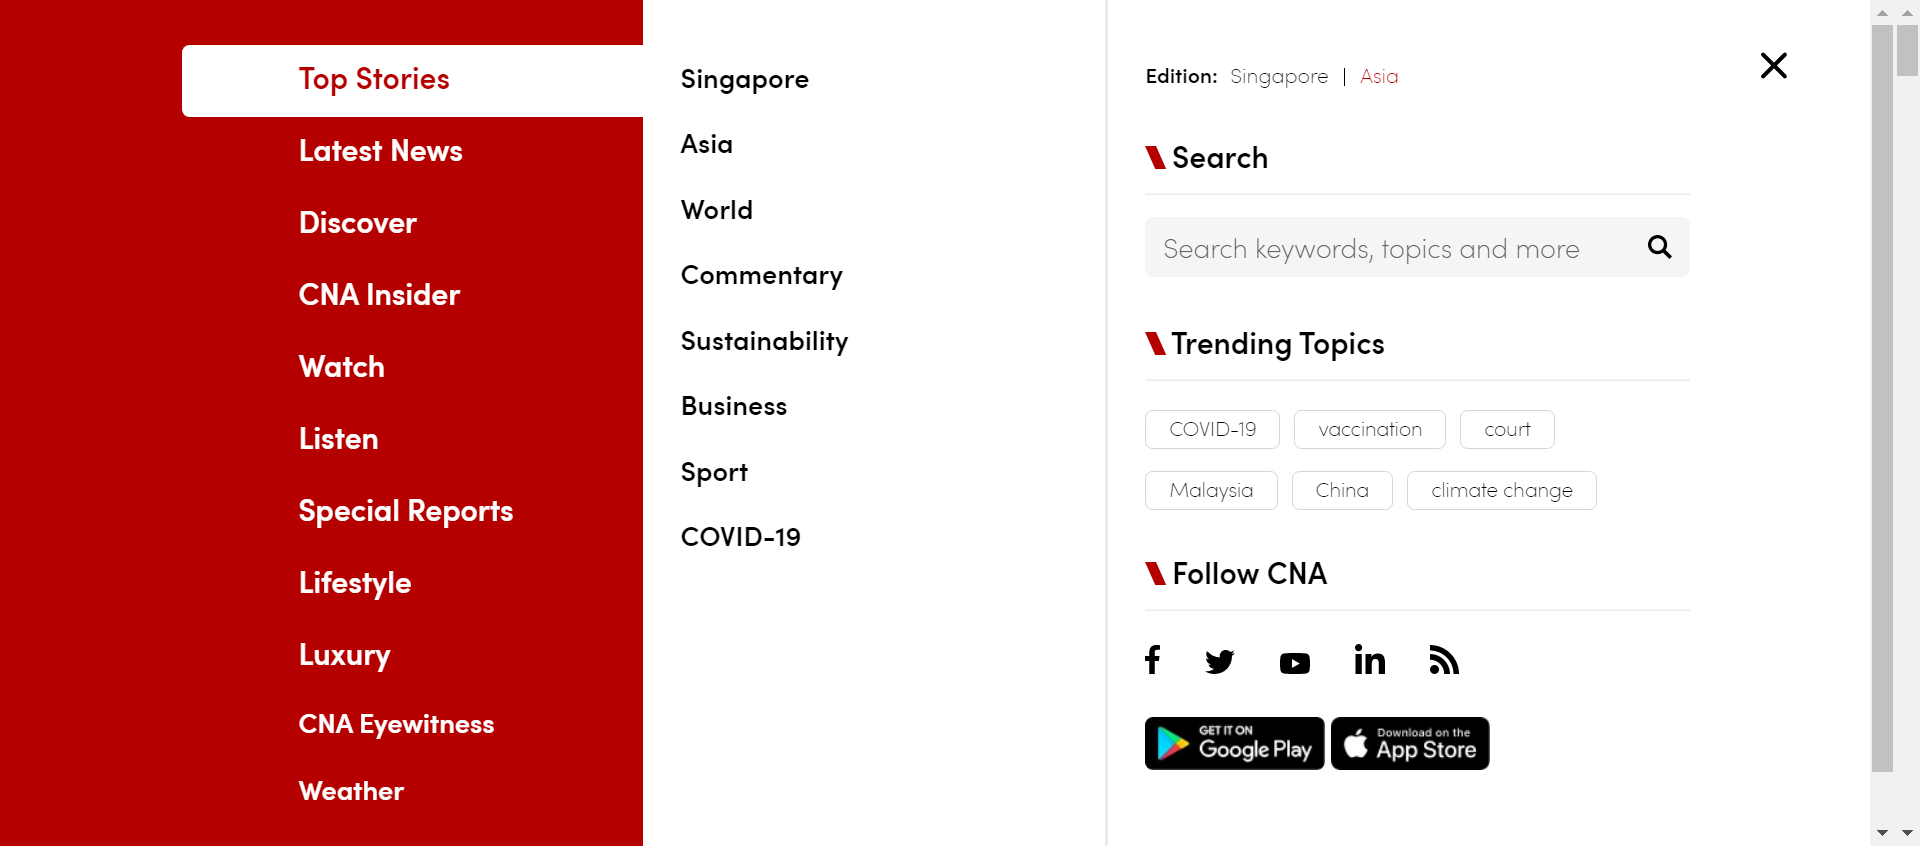 Top Stories
Latest News
Discover
CNA Insider
Watch
Listen
Special Reports
Lifestyle
Luxury
CNA Eyewitness
Weather
Singapore
Asia
World
Commentary
Sustainability
Business
Sport
COVID-19
Edition: Singapore | Asia
Search
Search keywords, topics and more
Trending Topics
COVID-19 vaccination court
Malaysia China climate change
Follow CNA
GET IT ON
Google Play
Download on the
App Store